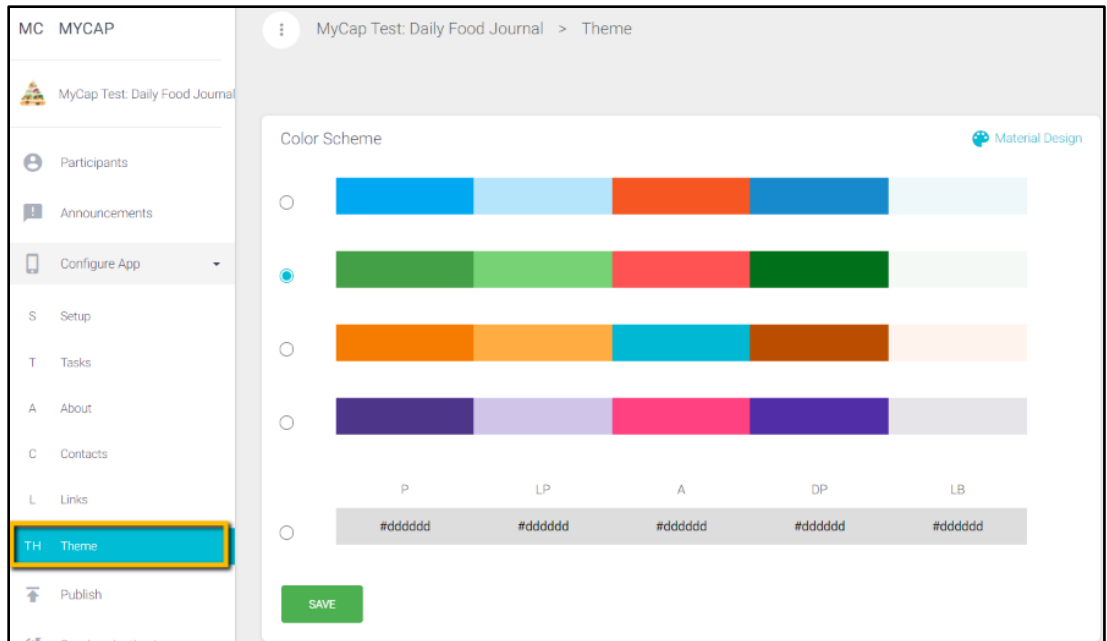 MC MYCAP
MyCap Test: Daily Food Journal > Theme
MyCap Test: Daily Food Journal
Color Scheme
Material Design
Participants
Announcements
Configure App
S Setup
T Tasks
A About
C Contacts
L Links
TH Theme
Publish
P LP A DP LB
#dddddd #dddddd #dddddd #dddddd #dddddd
SAVE